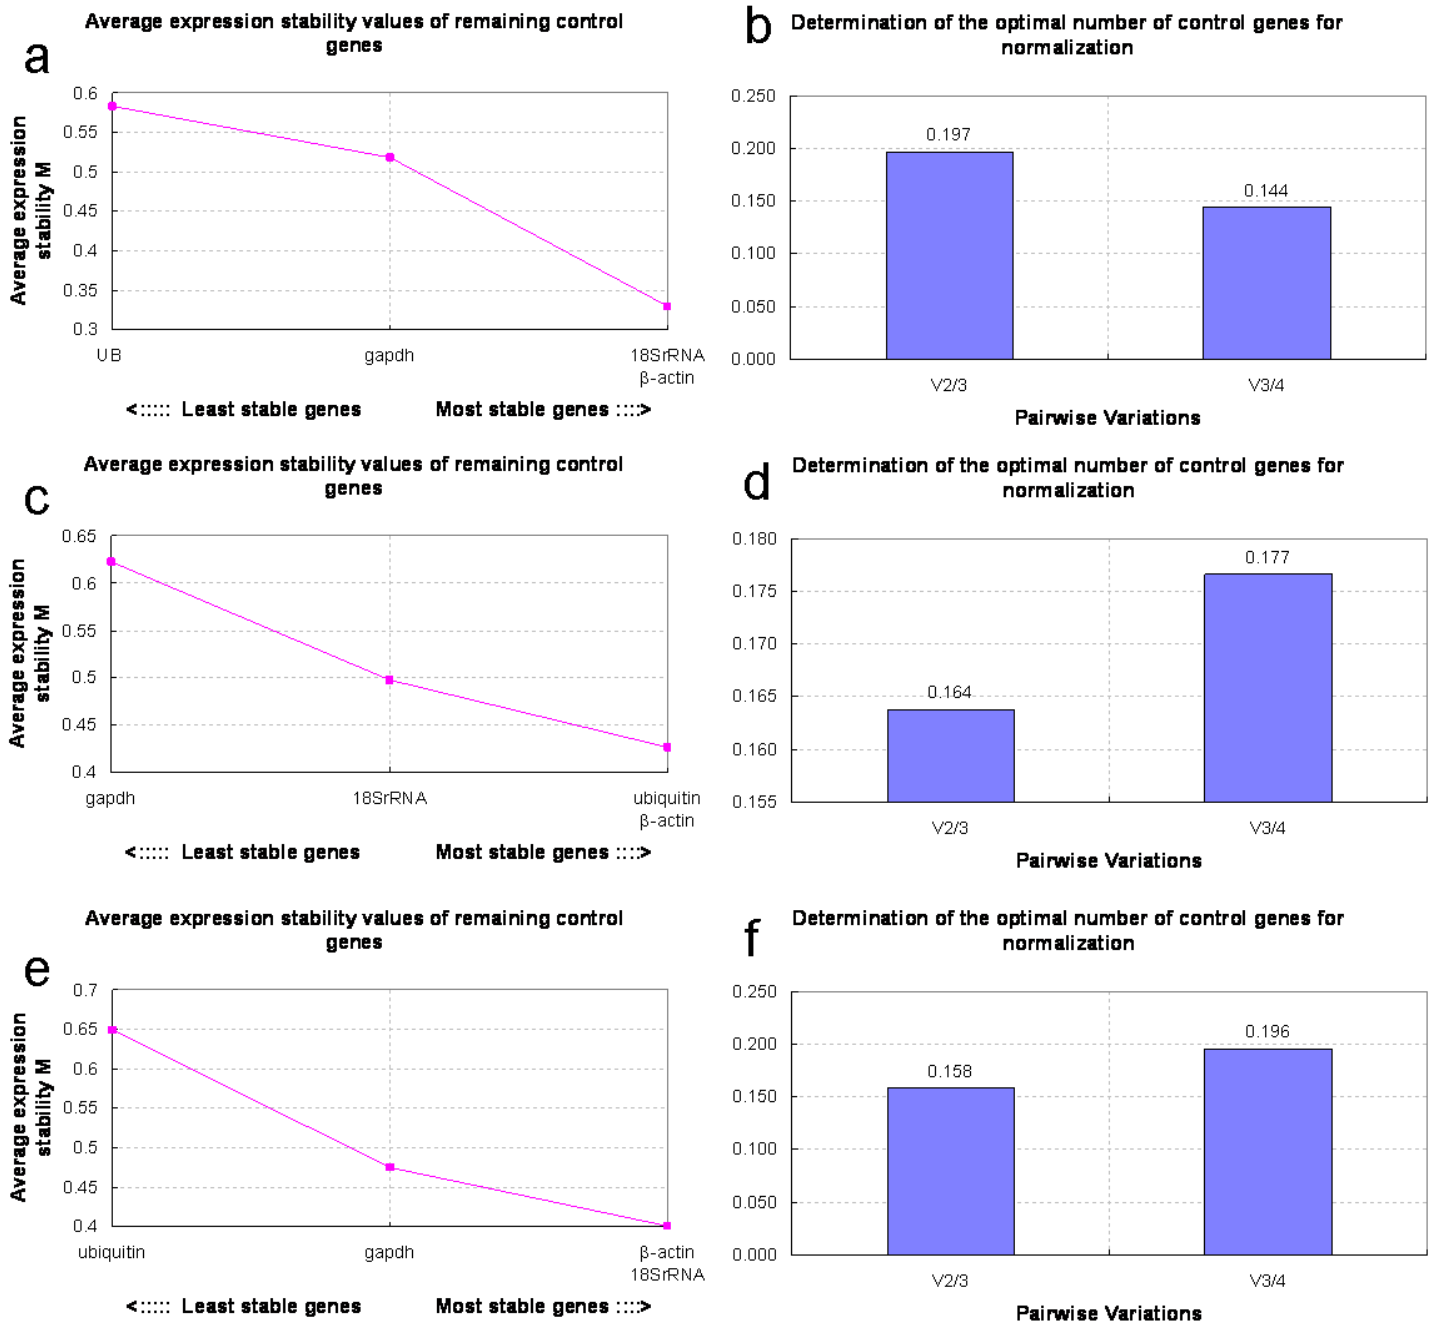 a
Average expression stability values of remaining control
genes
Average expression
stability M
0.6
0.55
0.5
0.45
0.4
0.35
0.3
UB
gapdh
18SrRNA
β-actin
<::::: Least stable genes
Most stable genes ::::>
b
Determination of the optimal number of control genes for
normalization
0.250
0.200
0.150
0.100
0.050
0.000
0.197
0.144
V2/3
V3/4
Pairwise Variations
c
Average expression stability values of remaining control
genes
Average expression
stability M
0.65
0.6
0.55
0.5
0.45
0.4
gapdh
18SrRNA
ubiquitin
β-actin
<::::: Least stable genes
Most stable genes ::::>
d
Determination of the optimal number of control genes for
normalization
0.180
0.175
0.170
0.165
0.160
0.155
0.164
0.177
V2/3
V3/4
Pairwise Variations
e
Average expression stability values of remaining control
genes
Average expression
stability M
0.7
0.65
0.6
0.55
0.5
0.45
0.4
ubiquitin
gapdh
β-actin
18SrRNA
<::::: Least stable genes
Most stable genes ::::>
f
Determination of the optimal number of control genes for
normalization
0.250
0.200
0.150
0.100
0.050
0.000
0.158
0.196
V2/3
V3/4
Pairwise Variations